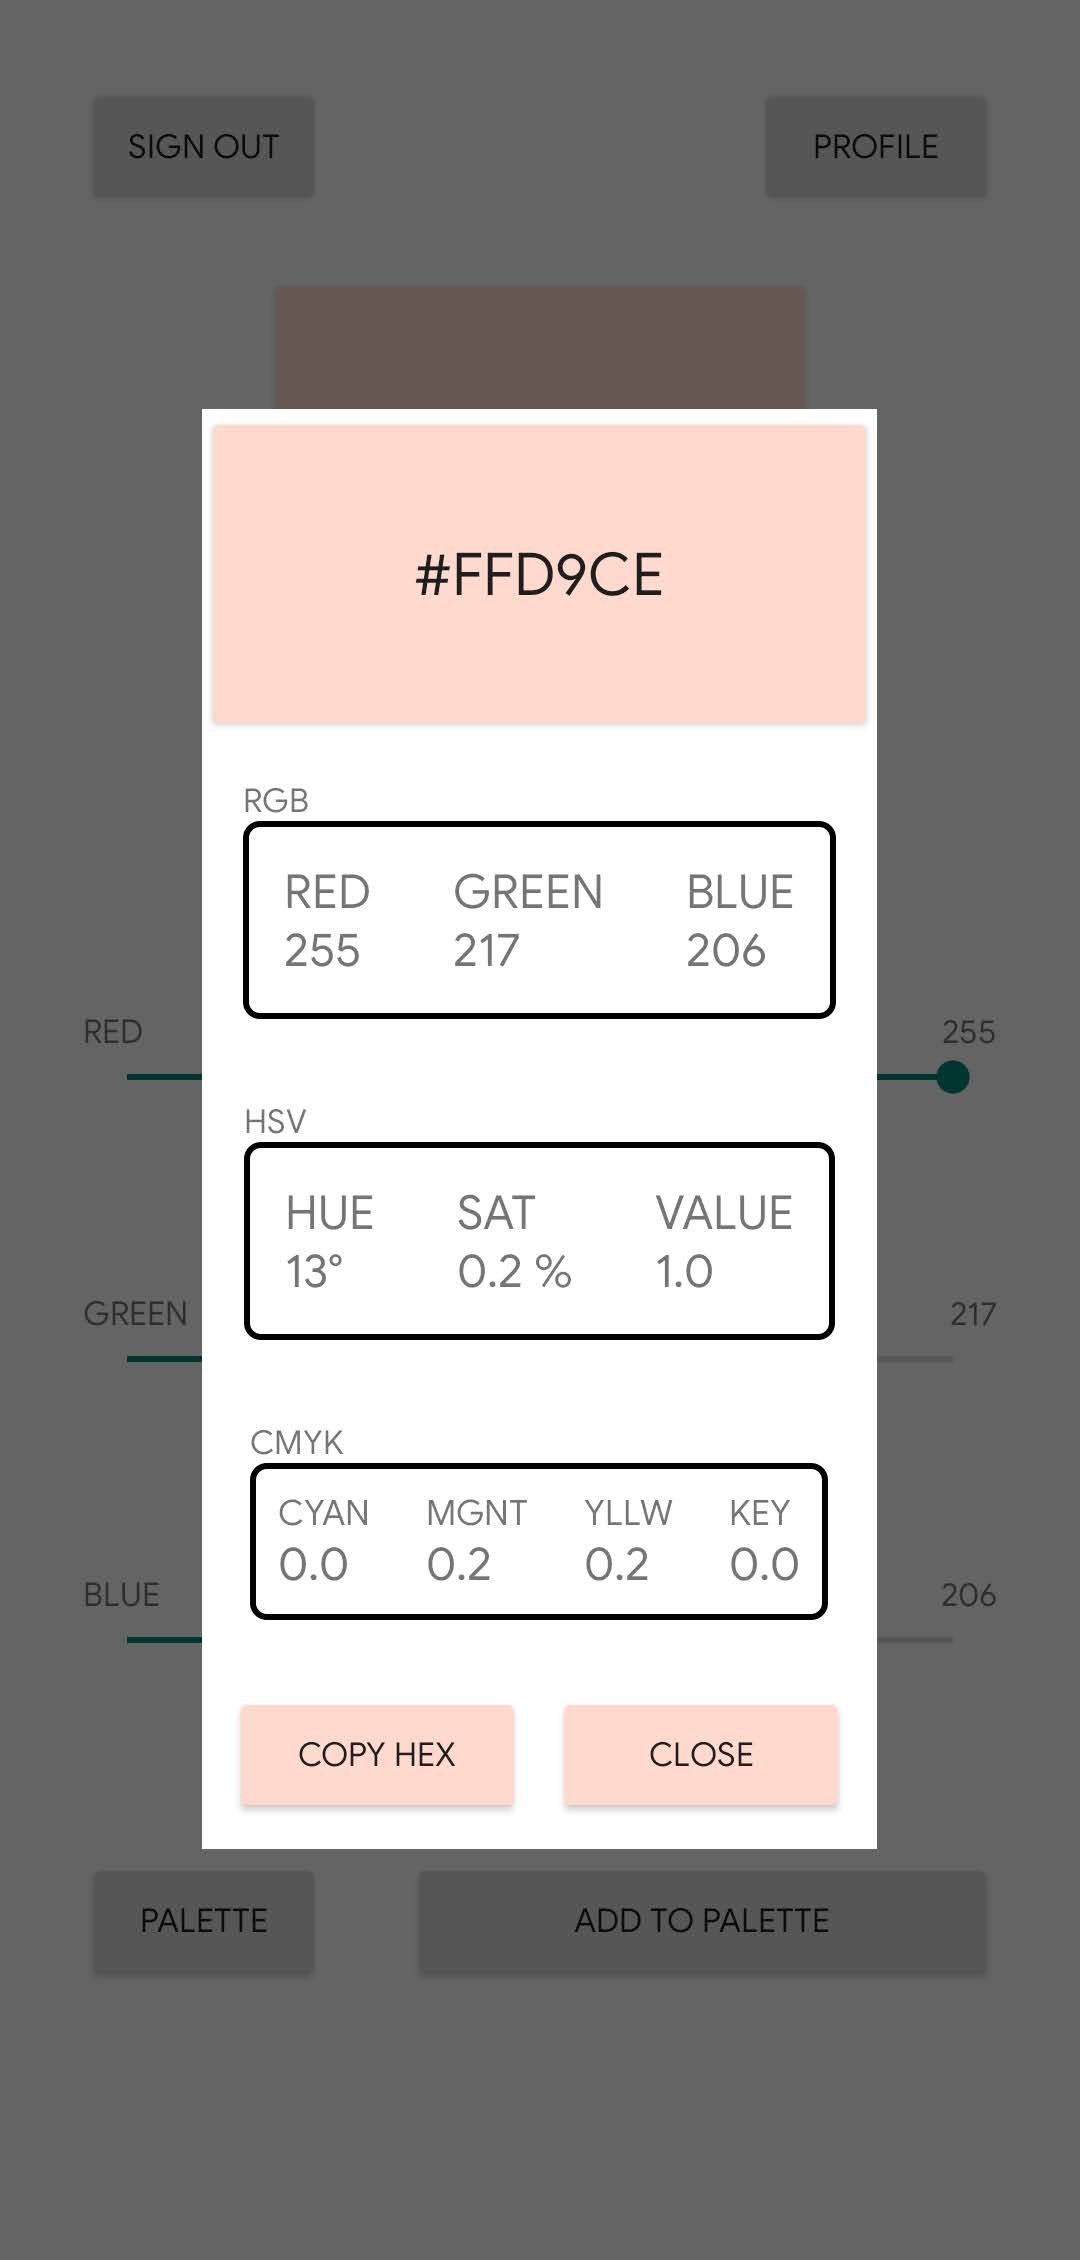 SIGN OUT
PROFILE
#FFD9CE
RGB
RED GREEN BLUE
255 217 206
RED 255
HSV
HUE SAT VALUE
13° 0.2 % 1.0
GREEN 217
CMYK
CYAN MGNT YLLW KEY
0.0 0.2 0.2 0.0
BLUE 206
COPY HEX CLOSE
PALETTE ADD TO PALETTE